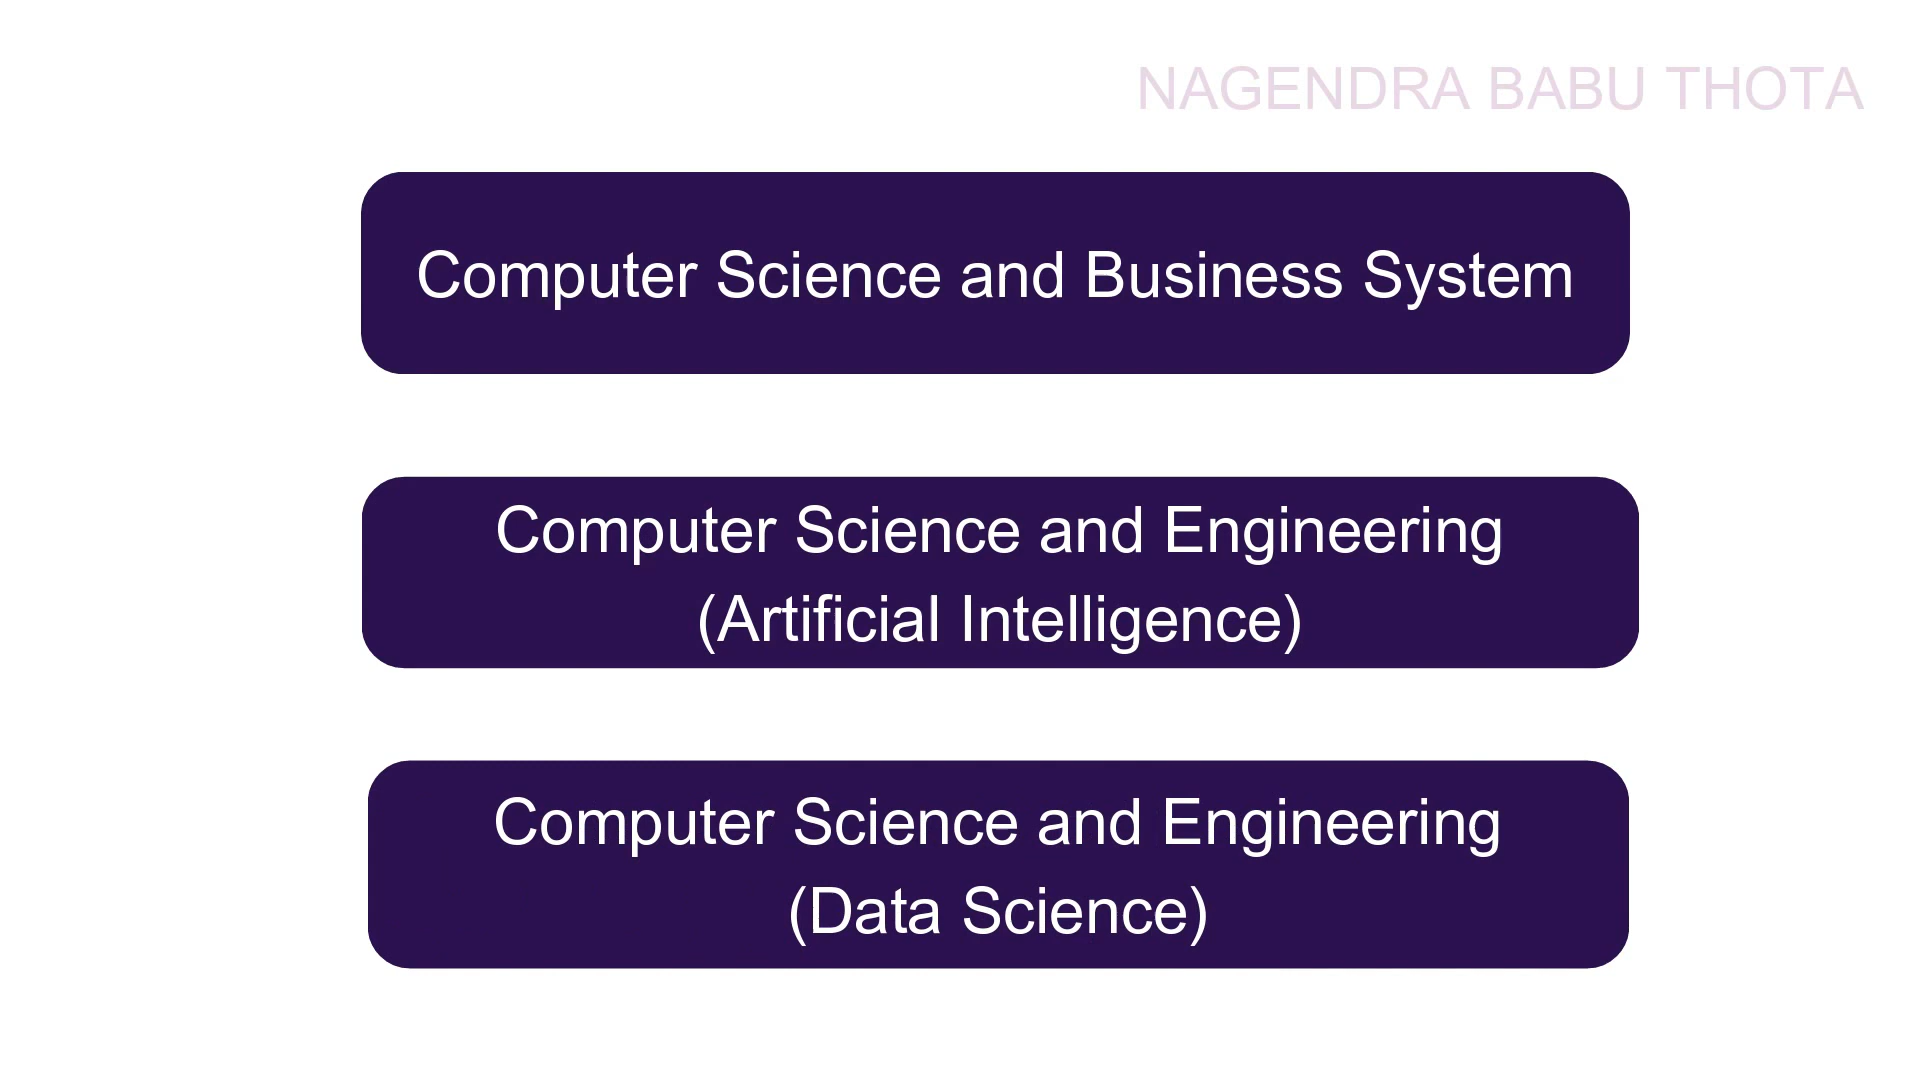 NAGENDRA BABU THOTA
Computer Science and Business System
Computer Science and Engineering
(Artificial Intelligence)
Computer Science and Engineering
(Data Science)